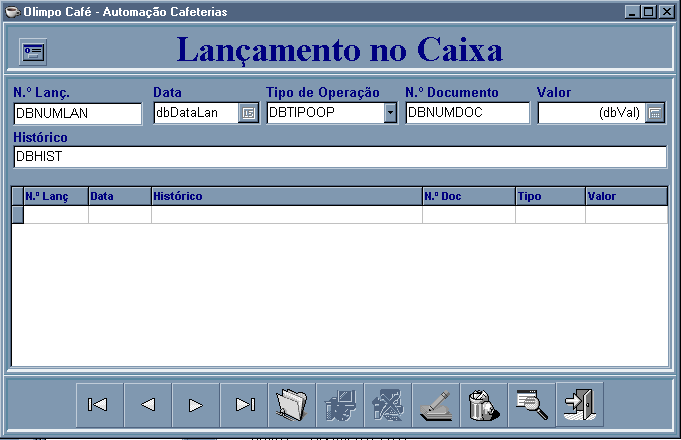 Olimpo Café - Automação Cafeterias
Lançamento no Caixa
N.º Lanç. Data Tipo de Operação N.º Documento Valor
DBNUMLAN dbDataLan DBTIPOOP DBNUMDOC (dbVal)
Histórico
DBHIST
N.º Lanç Data Histórico N.º Doc Tipo Valor